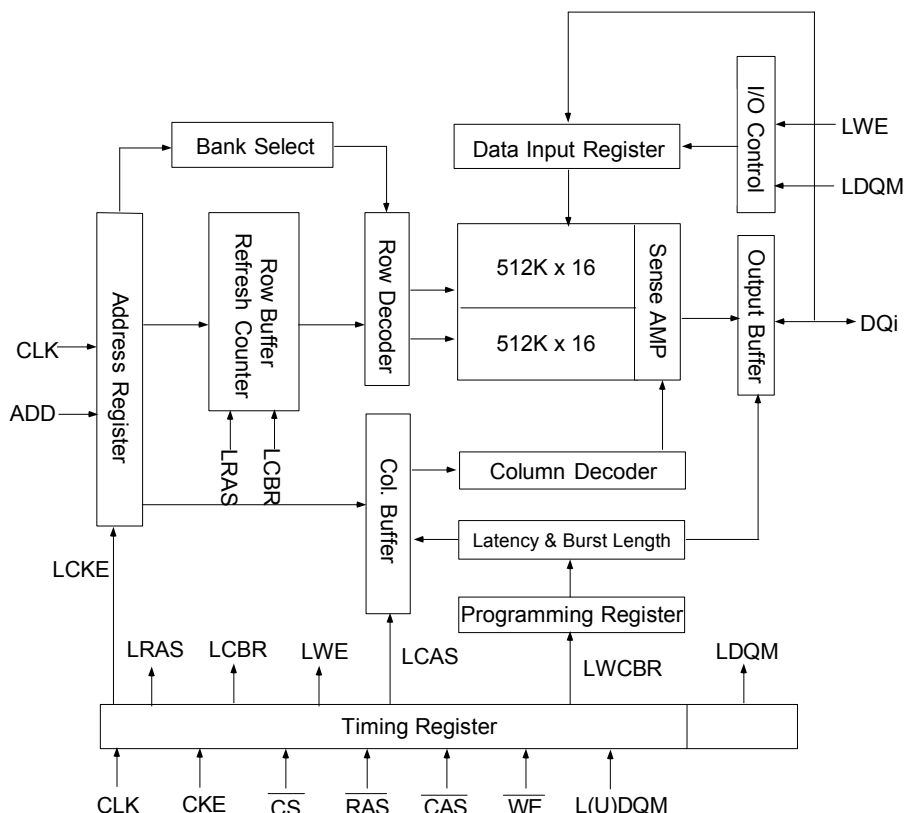 I/O Control
LWE
LDQM
Bank Select
Data Input Register
Address Register
CLK
ADD
Row Buffer
Refresh Counter
LRAS
LCBR
Row Decoder
512K x 16
512K x 16
Sense AMP
Output Buffer
DQi
Col. Buffer
Column Decoder
Latency & Burst Length
Programming Register
LCKE
LRAS
LCBR
LWE
LCAS
LWCBR
LDQM
Timing Register
CLK
CKE
CS
RAS
CAS
WE
L(U)DQM